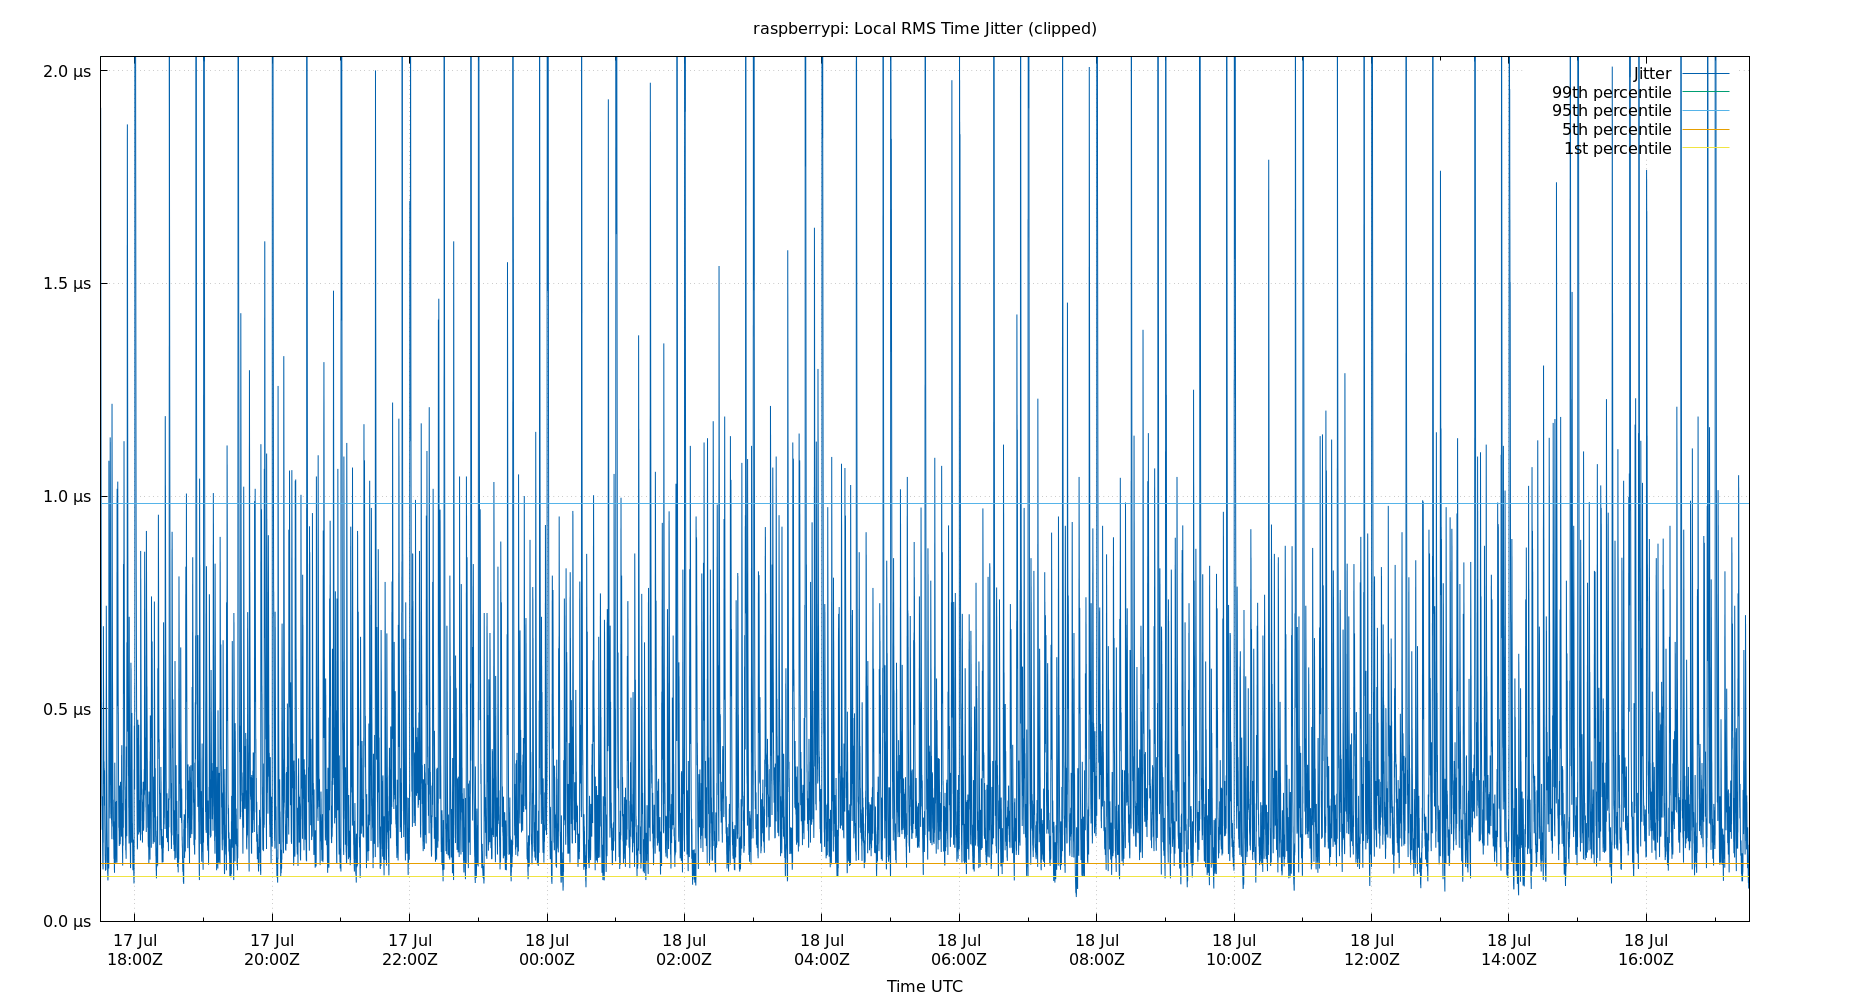 raspberrypi: Local RMS Time Jitter (clipped)
2.0 μs
1.5 μs
1.0 μs
0.5 μs
0.0 μs
Jitter
99th percentile
95th percentile
5th percentile
1st percentile
17 Jul 17 Jul 17 Jul 18 Jul 18 Jul 18 Jul 18 Jul 18 Jul 18 Jul 18 Jul 18 Jul 18 Jul
18:00Z 20:00Z 22:00Z 00:00Z 02:00Z 04:00Z 06:00Z 08:00Z 10:00Z 12:00Z 14:00Z 16:00Z
Time UTC